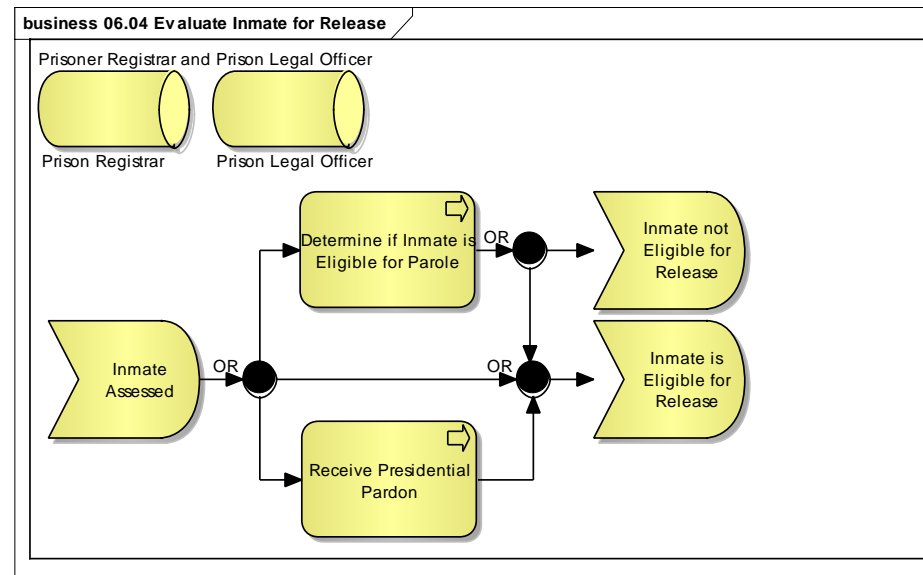 business 06.04 Evaluate Inmate for Release
Prisoner Registrar and Prison Legal Officer
Prison Registrar
Prison Legal Officer
Determine if Inmate is
Eligible for Parole
OR
Inmate not
Eligible for
Release
Inmate
Assessed
OR
OR
Inmate is
Eligible for
Release
Receive Presidential
Pardon